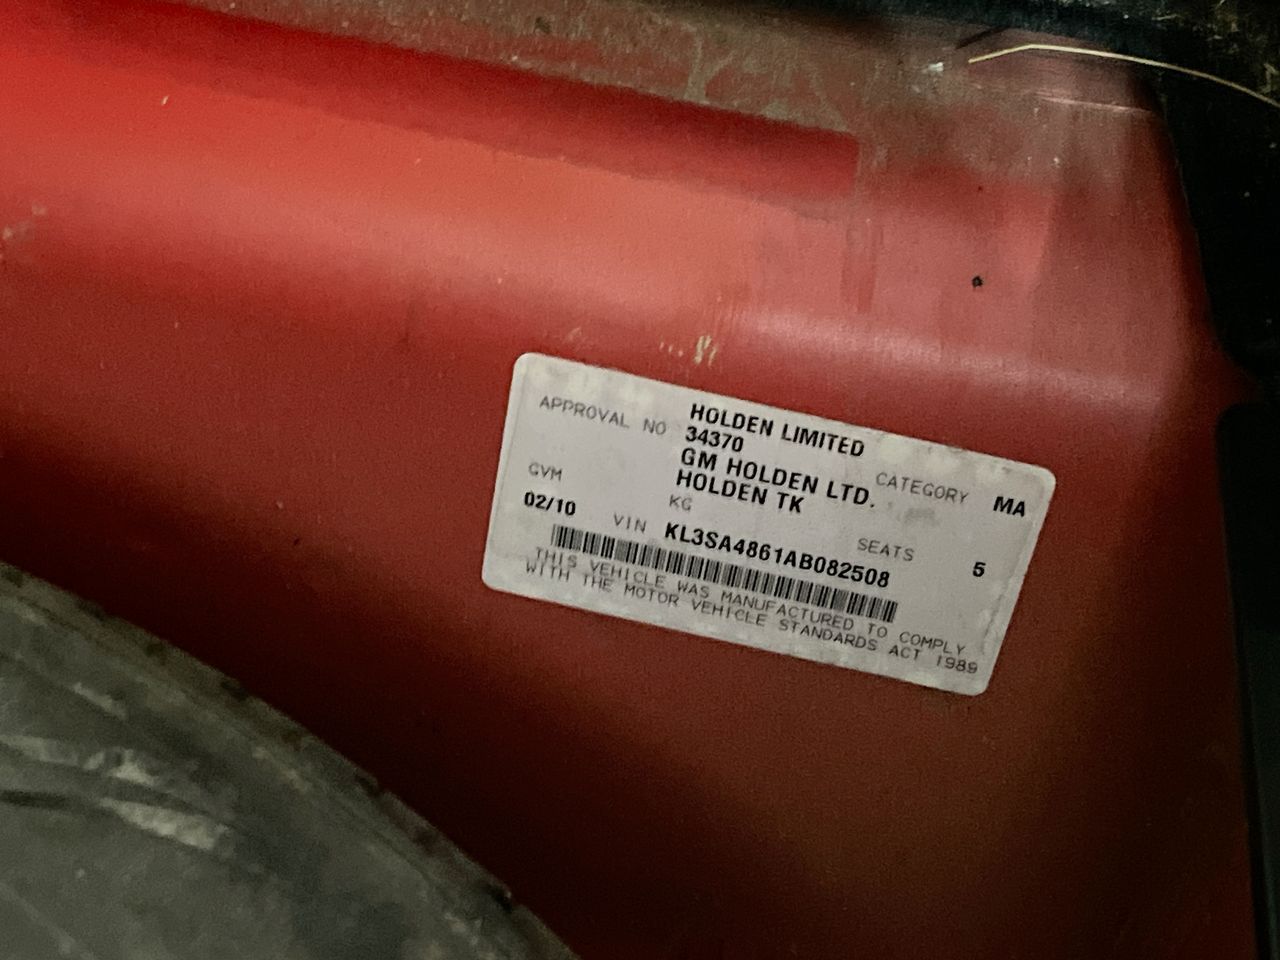 HOLDEN LIMITED
APPROVAL NO 34370 CATEGORY MA
GM HOLDEN LTD.
HOLDEN TK
GVM KG SEATS 5
02/10 VIN KL3SA4861AB082508
THIS VEHICLE WAS MANUFACTURED TO COMPLY
WITH THE MOTOR VEHICLE STANDARDS ACT 1989